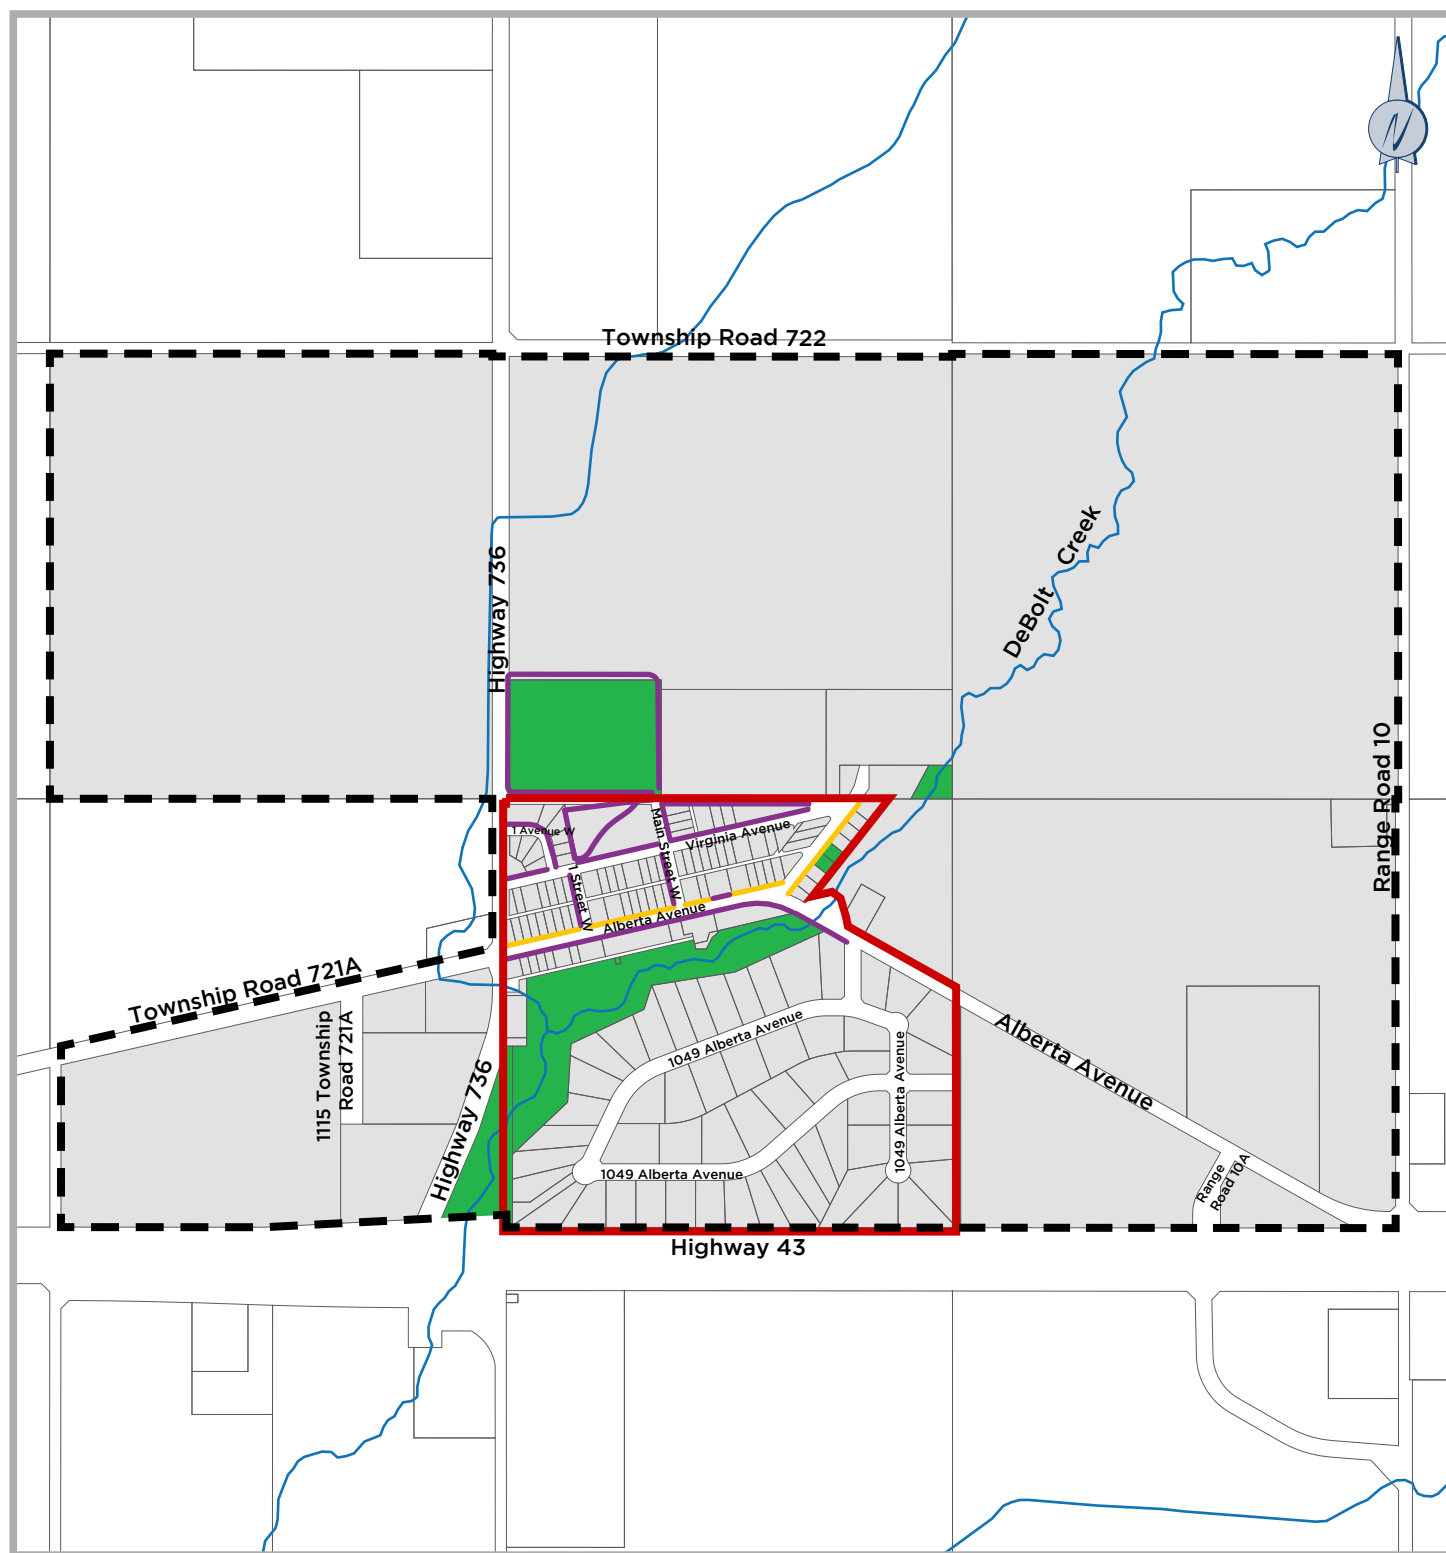 Township Road 722
Creek
DeBolt
Highway 736
Range Road 10
1 Avenue W
Main Street W
Virginia Avenue
1 Street W
Alberta Avenue
Township Road 721A
1115 Township
Road 721A
Highway 736
1049 Alberta Avenue
1049 Alberta Avenue
1049 Alberta Avenue
Alberta Avenue
Range
Road 10A
Highway 43
N